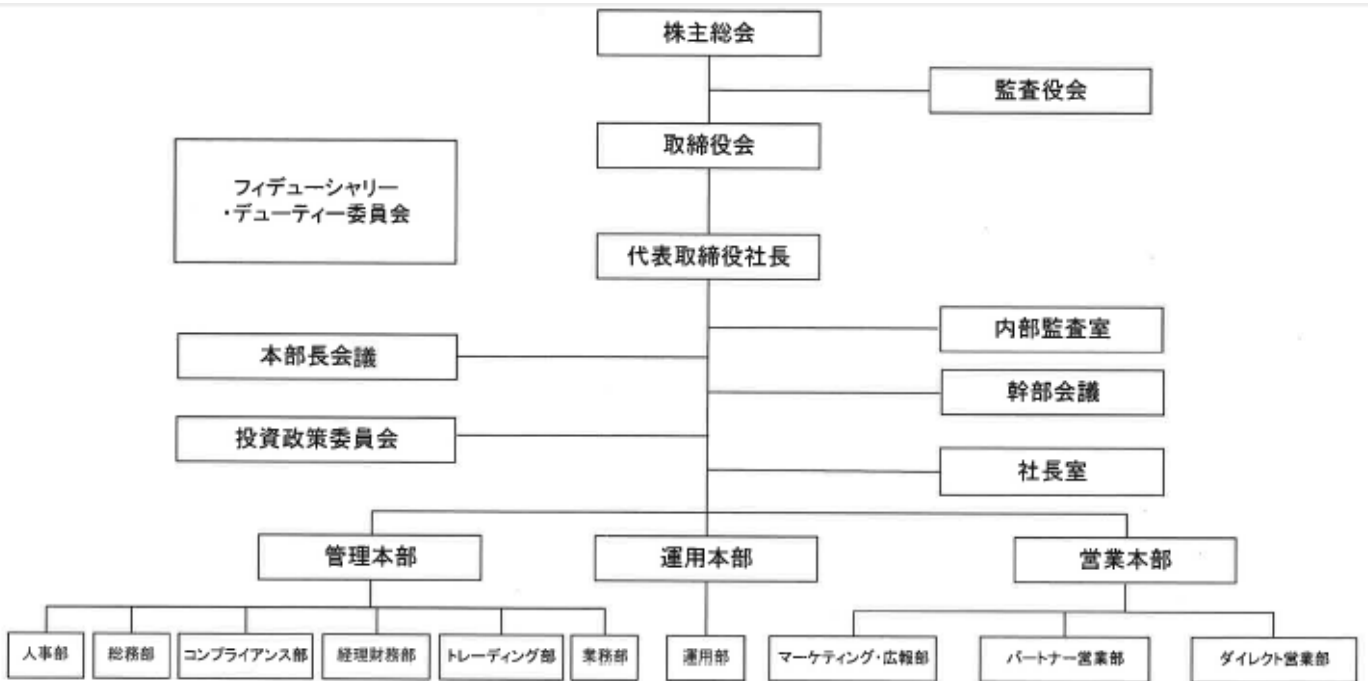 株主総会
監査役会
取締役会
フィデューシャリー
・デューティー委員会
代表取締役社長
内部監査室
本部長会議
幹部会議
投資政策委員会
社長室
管理本部
運用本部
営業本部
人事部
総務部
コンプライアンス部
経理財務部
トレーディング部
業務部
運用部
マーケティング・広報部
パートナー営業部
ダイレクト営業部